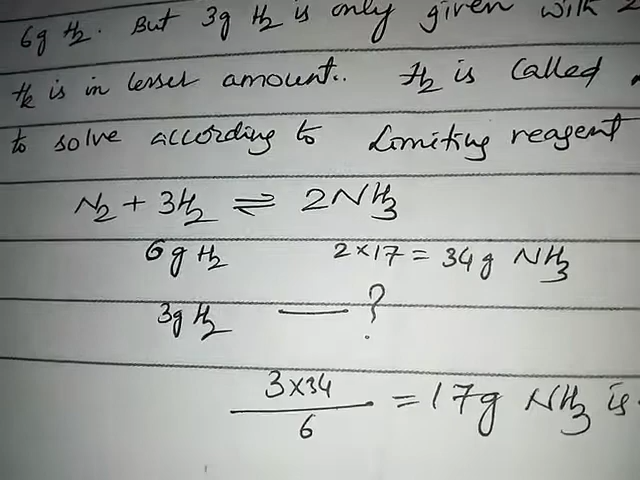 6g H₂. But 3g H₂ is only given with 2
H₂ is in lesser amount.. H₂ is called
to solve according to Limiting reagent
N₂ + 3H₂ ⇌ 2NH₃
6g H₂ 2×17 = 34g NH₃
3g H₂ — ?
3×34
6
= 17g NH₃ is